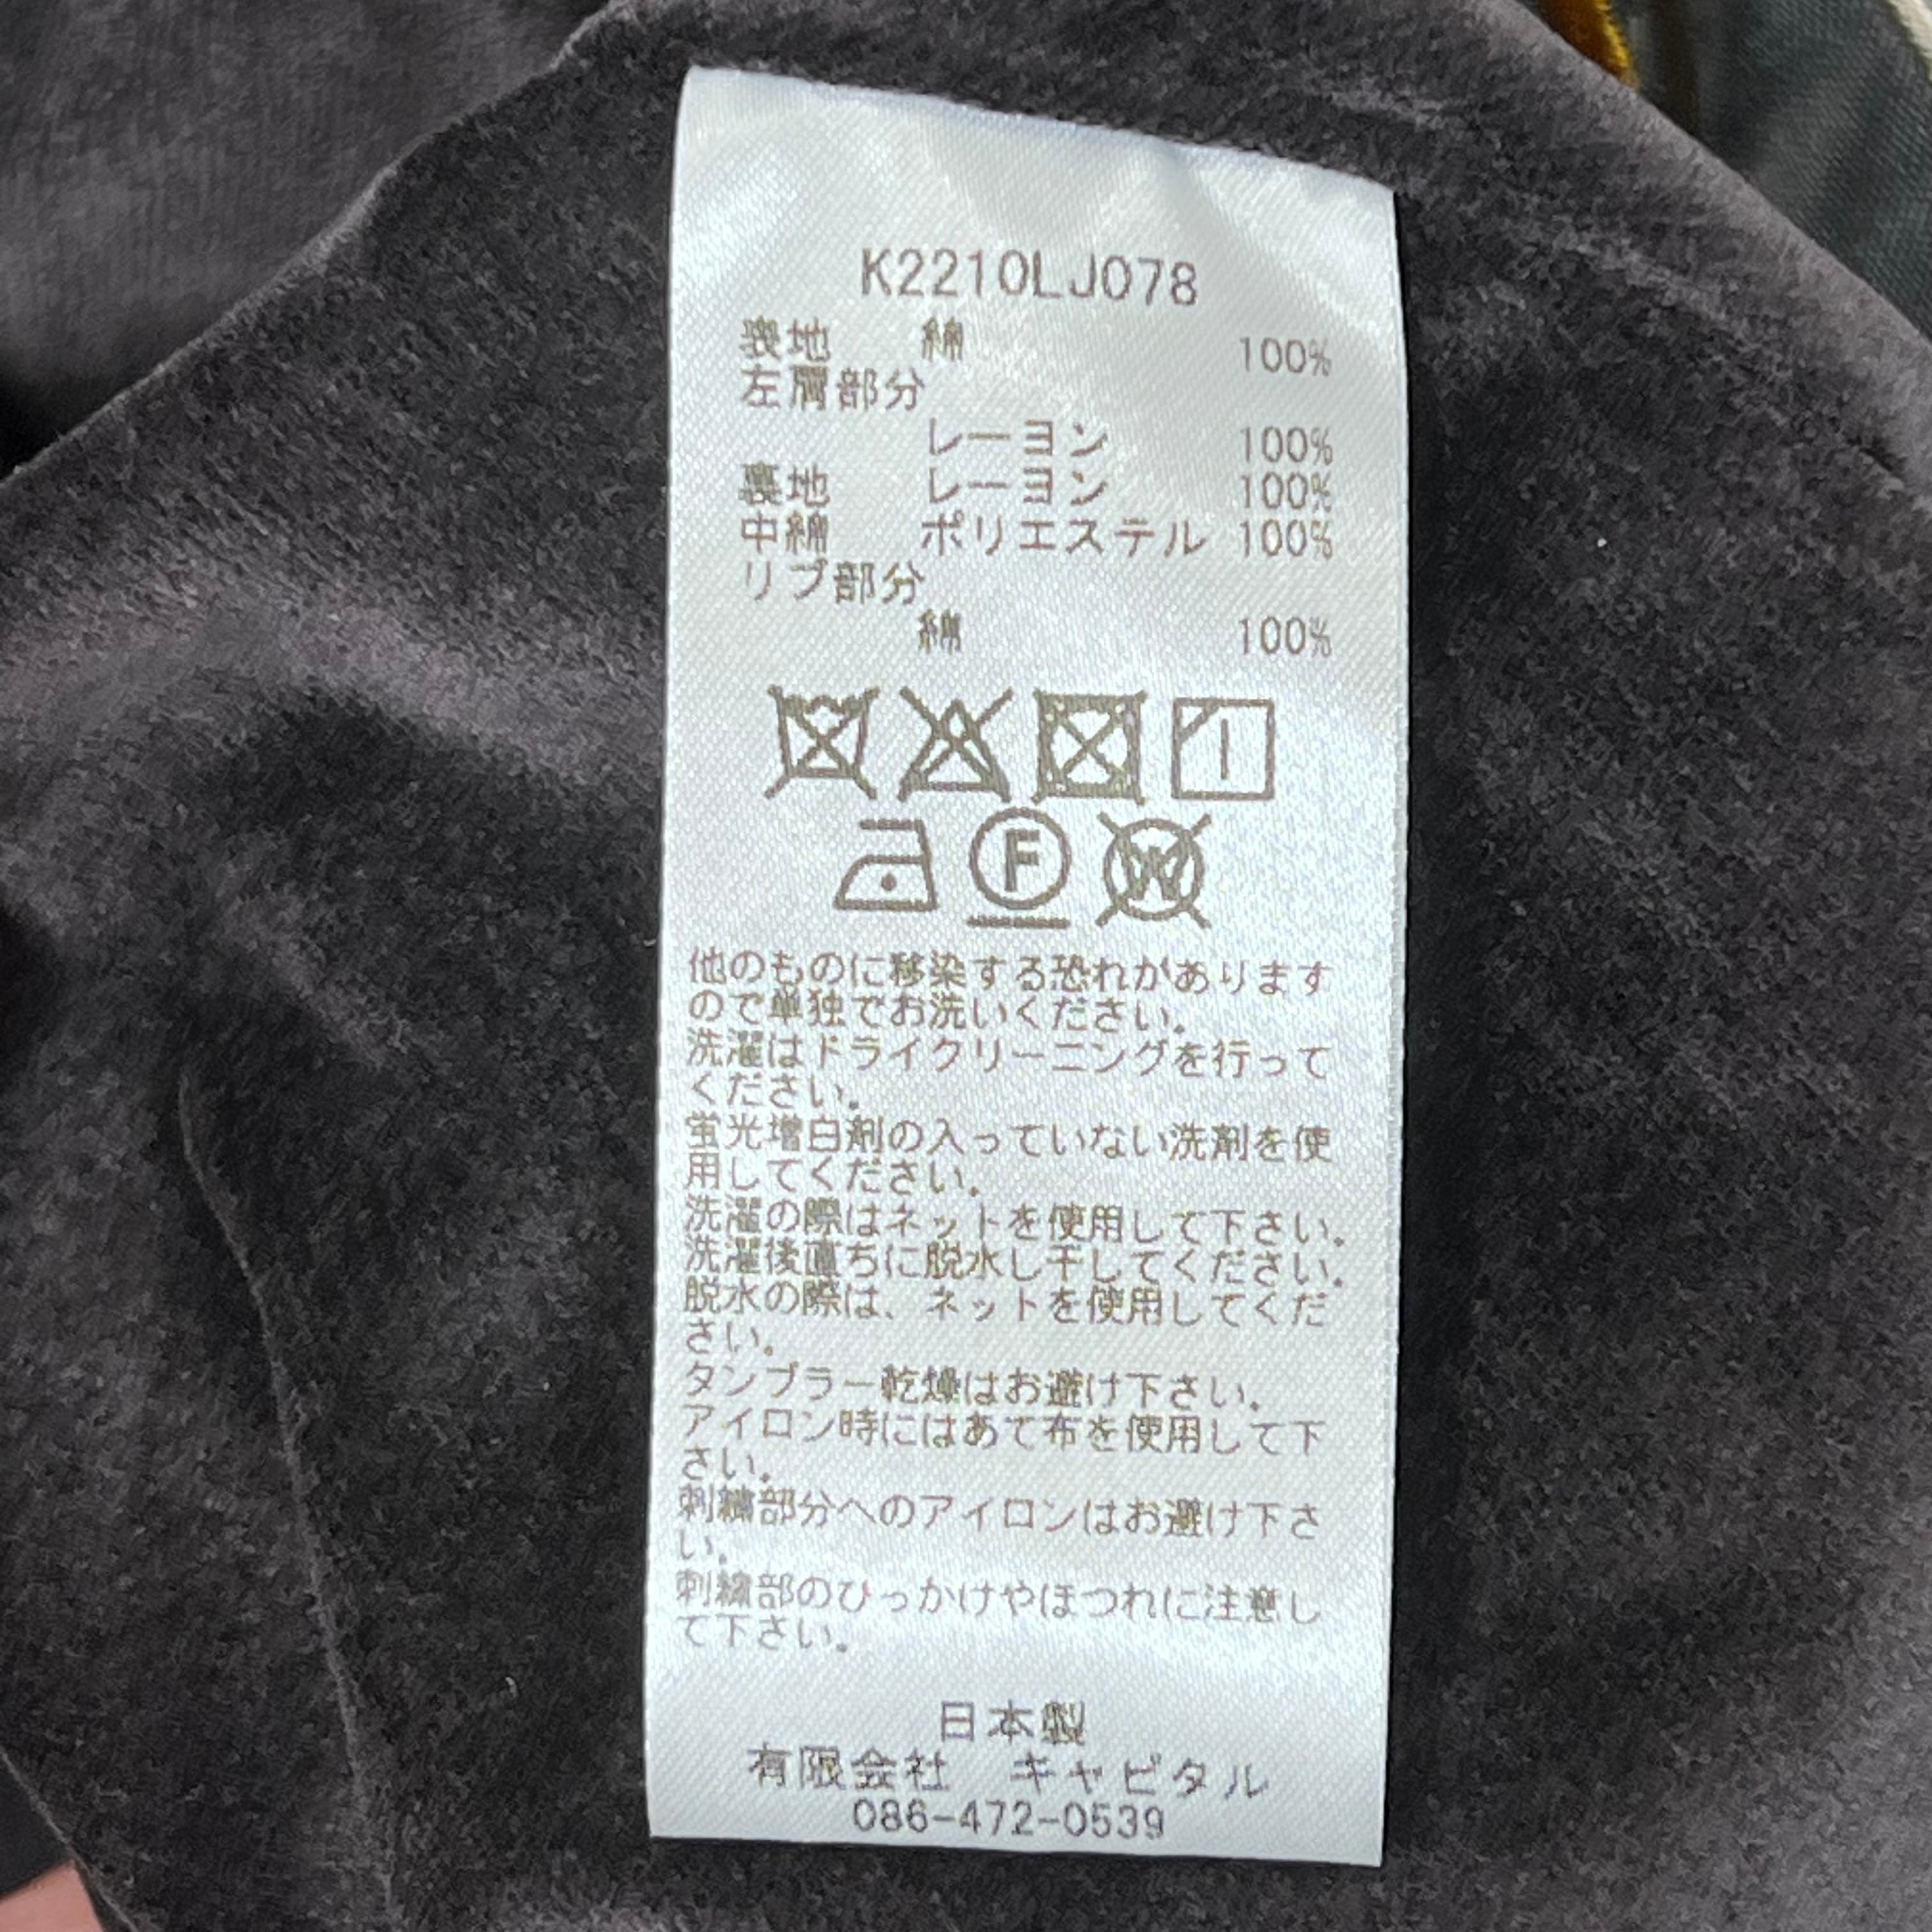 K2210LJ078
表地 綿 100%
左肩部分
レーヨン 100%
裏地 レーヨン 100%
中綿 ポリエステル 100%
リブ部分
綿 100%
F W
他のものに移染する恐れがあります
ので単独でお洗いください。
洗濯はドライクリーニングを行って
ください。
蛍光増白剤の入っていない洗剤を使
用してください。
洗濯の際はネットを使用して下さい。
洗濯後直ちに脱水し干してください。
脱水の際は、ネットを使用してくだ
さい。
タンブラー乾燥はお避け下さい。
アイロン時にはあて布を使用して下
さい。
刺繍部分へのアイロンはお避け下さ
い。
刺繍部のひっかけやほつれに注意し
て下さい。
日本製
有限会社 キャピタル
086-472-0539